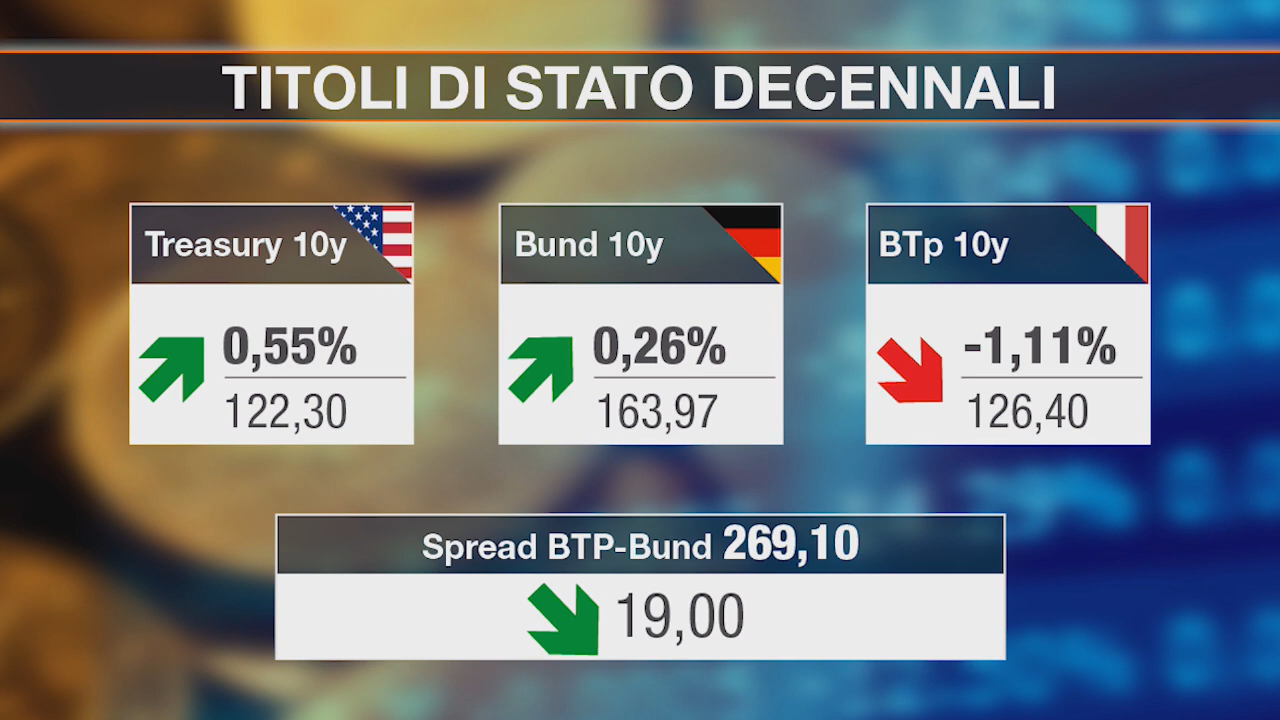 TITOLI DI STATO DECENNALI
Treasury 10y
0,55%
122,30
Bund 10y
0,26%
163,97
BTp 10y
-1,11%
126,40
Spread BTP-Bund 269,10
19,00